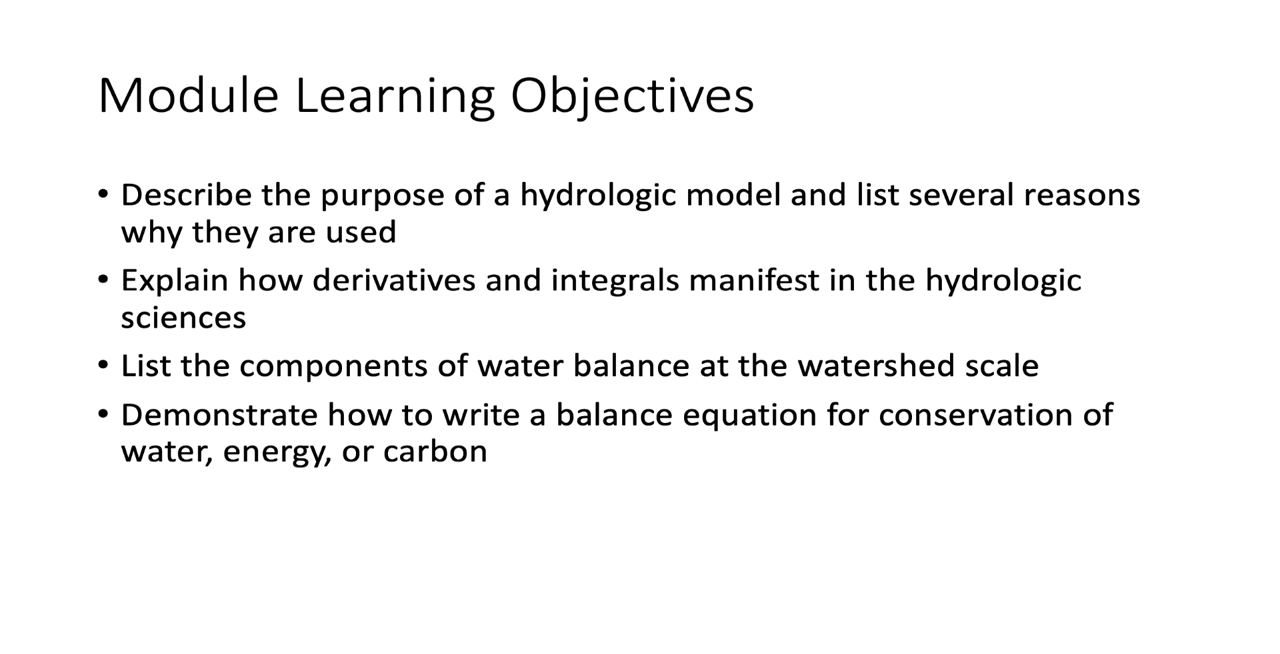 Module Learning Objectives
• Describe the purpose of a hydrologic model and list several reasons
why they are used
• Explain how derivatives and integrals manifest in the hydrologic
sciences
• List the components of water balance at the watershed scale
• Demonstrate how to write a balance equation for conservation of
water, energy, or carbon